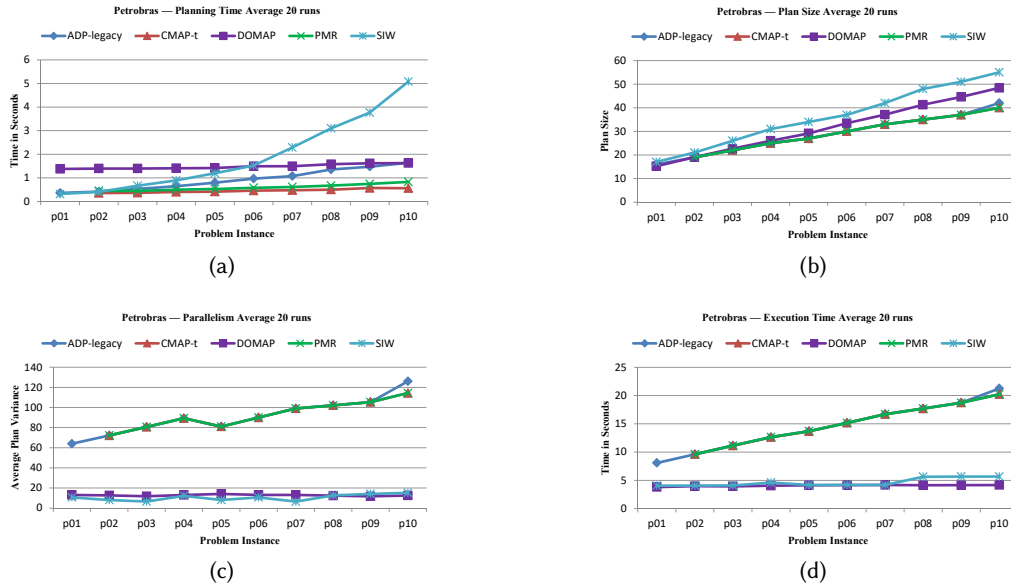 Petrobras — Planning Time Average 20 runs
ADP-legacy CMAP-t DOMAP PMR SIW
Time in Seconds
6
5
4
3
2
1
0
p01 p02 p03 p04 p05 p06 p07 p08 p09 p10
Problem Instance
(a)
Petrobras — Plan Size Average 20 runs
ADP-legacy CMAP-t DOMAP PMR SIW
Plan Size
60
50
40
30
20
10
0
p01 p02 p03 p04 p05 p06 p07 p08 p09 p10
Problem Instance
(b)
Petrobras — Parallelism Average 20 runs
ADP-legacy CMAP-t DOMAP PMR SIW
Average Plan Variance
140
120
100
80
60
40
20
0
p01 p02 p03 p04 p05 p06 p07 p08 p09 p10
Problem Instance
(c)
Petrobras — Execution Time Average 20 runs
ADP-legacy CMAP-t DOMAP PMR SIW
Time in Seconds
25
20
15
10
5
0
p01 p02 p03 p04 p05 p06 p07 p08 p09 p10
Problem Instance
(d)